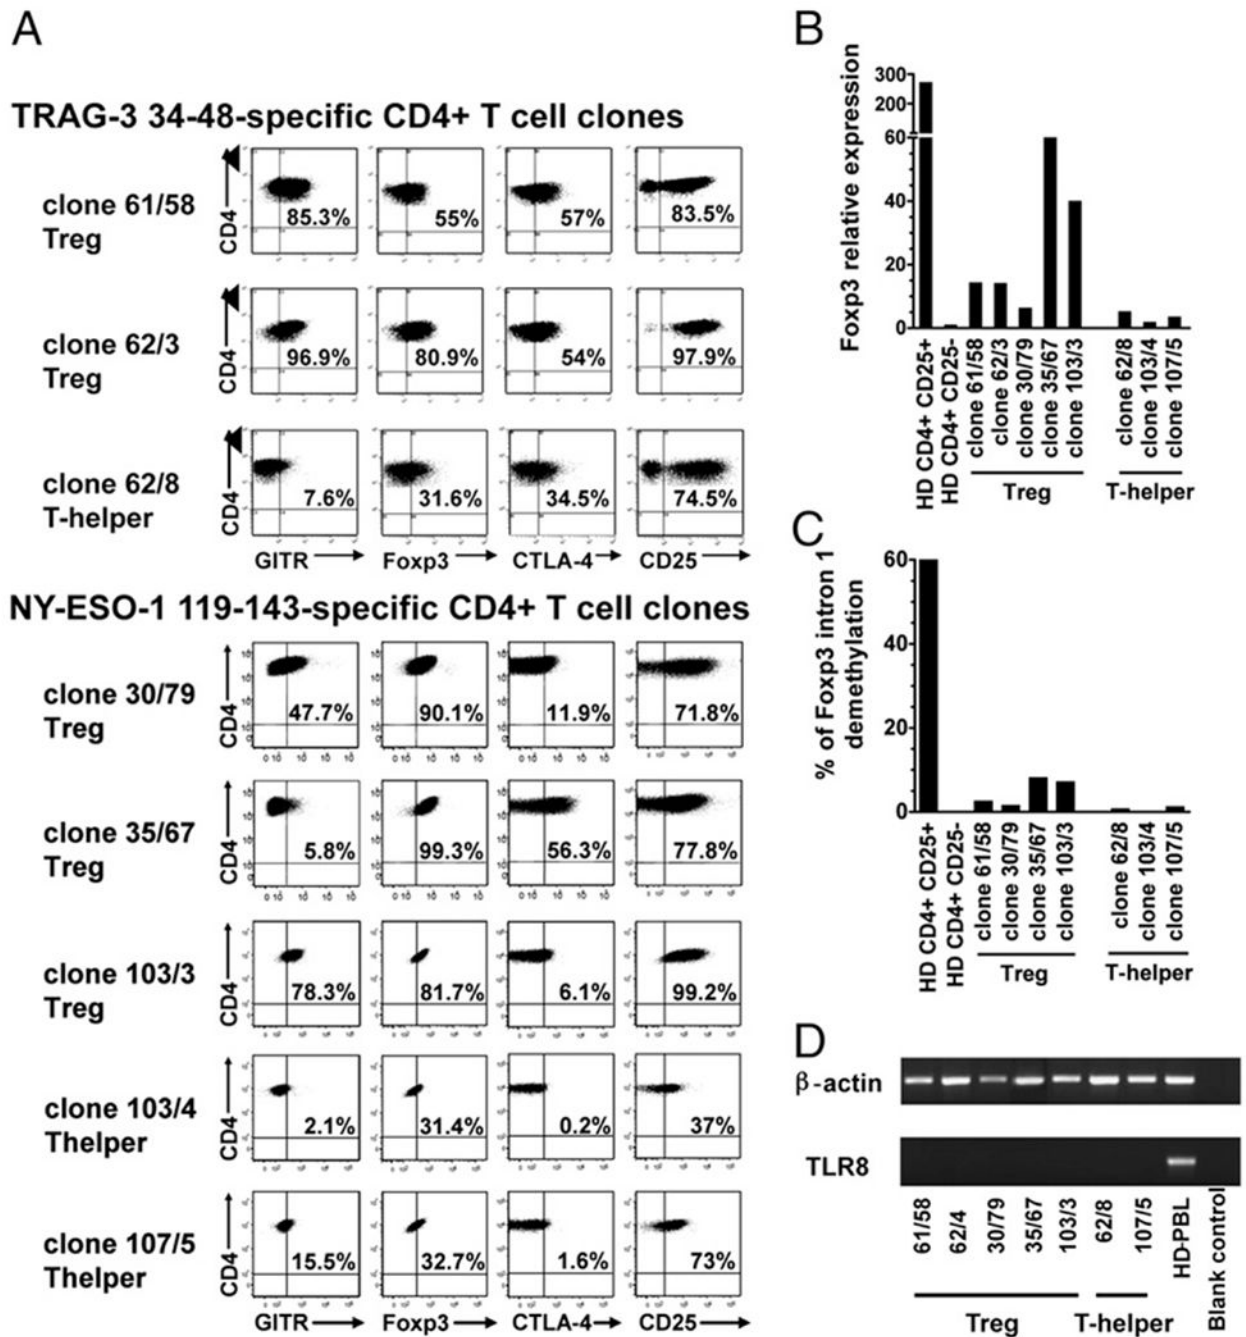 A
TRAG-3 34-48-specific CD4+ T cell clones
clone 61/58
Treg
CD4
85.3%
55%
57%
83.5%
clone 62/3
Treg
CD4
96.9%
80.9%
54%
97.9%
clone 62/8
T-helper
CD4
7.6%
31.6%
34.5%
74.5%
GITR
Foxp3
CTLA-4
CD25
NY-ESO-1 119-143-specific CD4+ T cell clones
clone 30/79
Treg
CD4
47.7%
90.1%
11.9%
71.8%
clone 35/67
Treg
CD4
5.8%
99.3%
56.3%
77.8%
clone 103/3
Treg
CD4
78.3%
81.7%
6.1%
99.2%
clone 103/4
Thelper
CD4
2.1%
31.4%
0.2%
37%
clone 107/5
Thelper
CD4
15.5%
32.7%
1.6%
73%
GITR
Foxp3
CTLA-4
CD25
B
Foxp3 relative expression
300
200
60
40
20
0
HD CD4+ CD25+
HD CD4+ CD25-
clone 61/58
clone 62/3
clone 30/79
clone 35/67
clone 103/3
clone 62/8
clone 103/4
clone 107/5
Treg
T-helper
C
% of Foxp3 intron 1
demethylation
60
40
20
0
HD CD4+ CD25+
HD CD4+ CD25-
clone 61/58
clone 30/79
clone 35/67
clone 103/3
clone 62/8
clone 103/4
clone 107/5
Treg
T-helper
D
β-actin
TLR8
61/58
62/4
30/79
35/67
103/3
62/8
107/5
HD-PBL
Blank control
Treg
T-helper